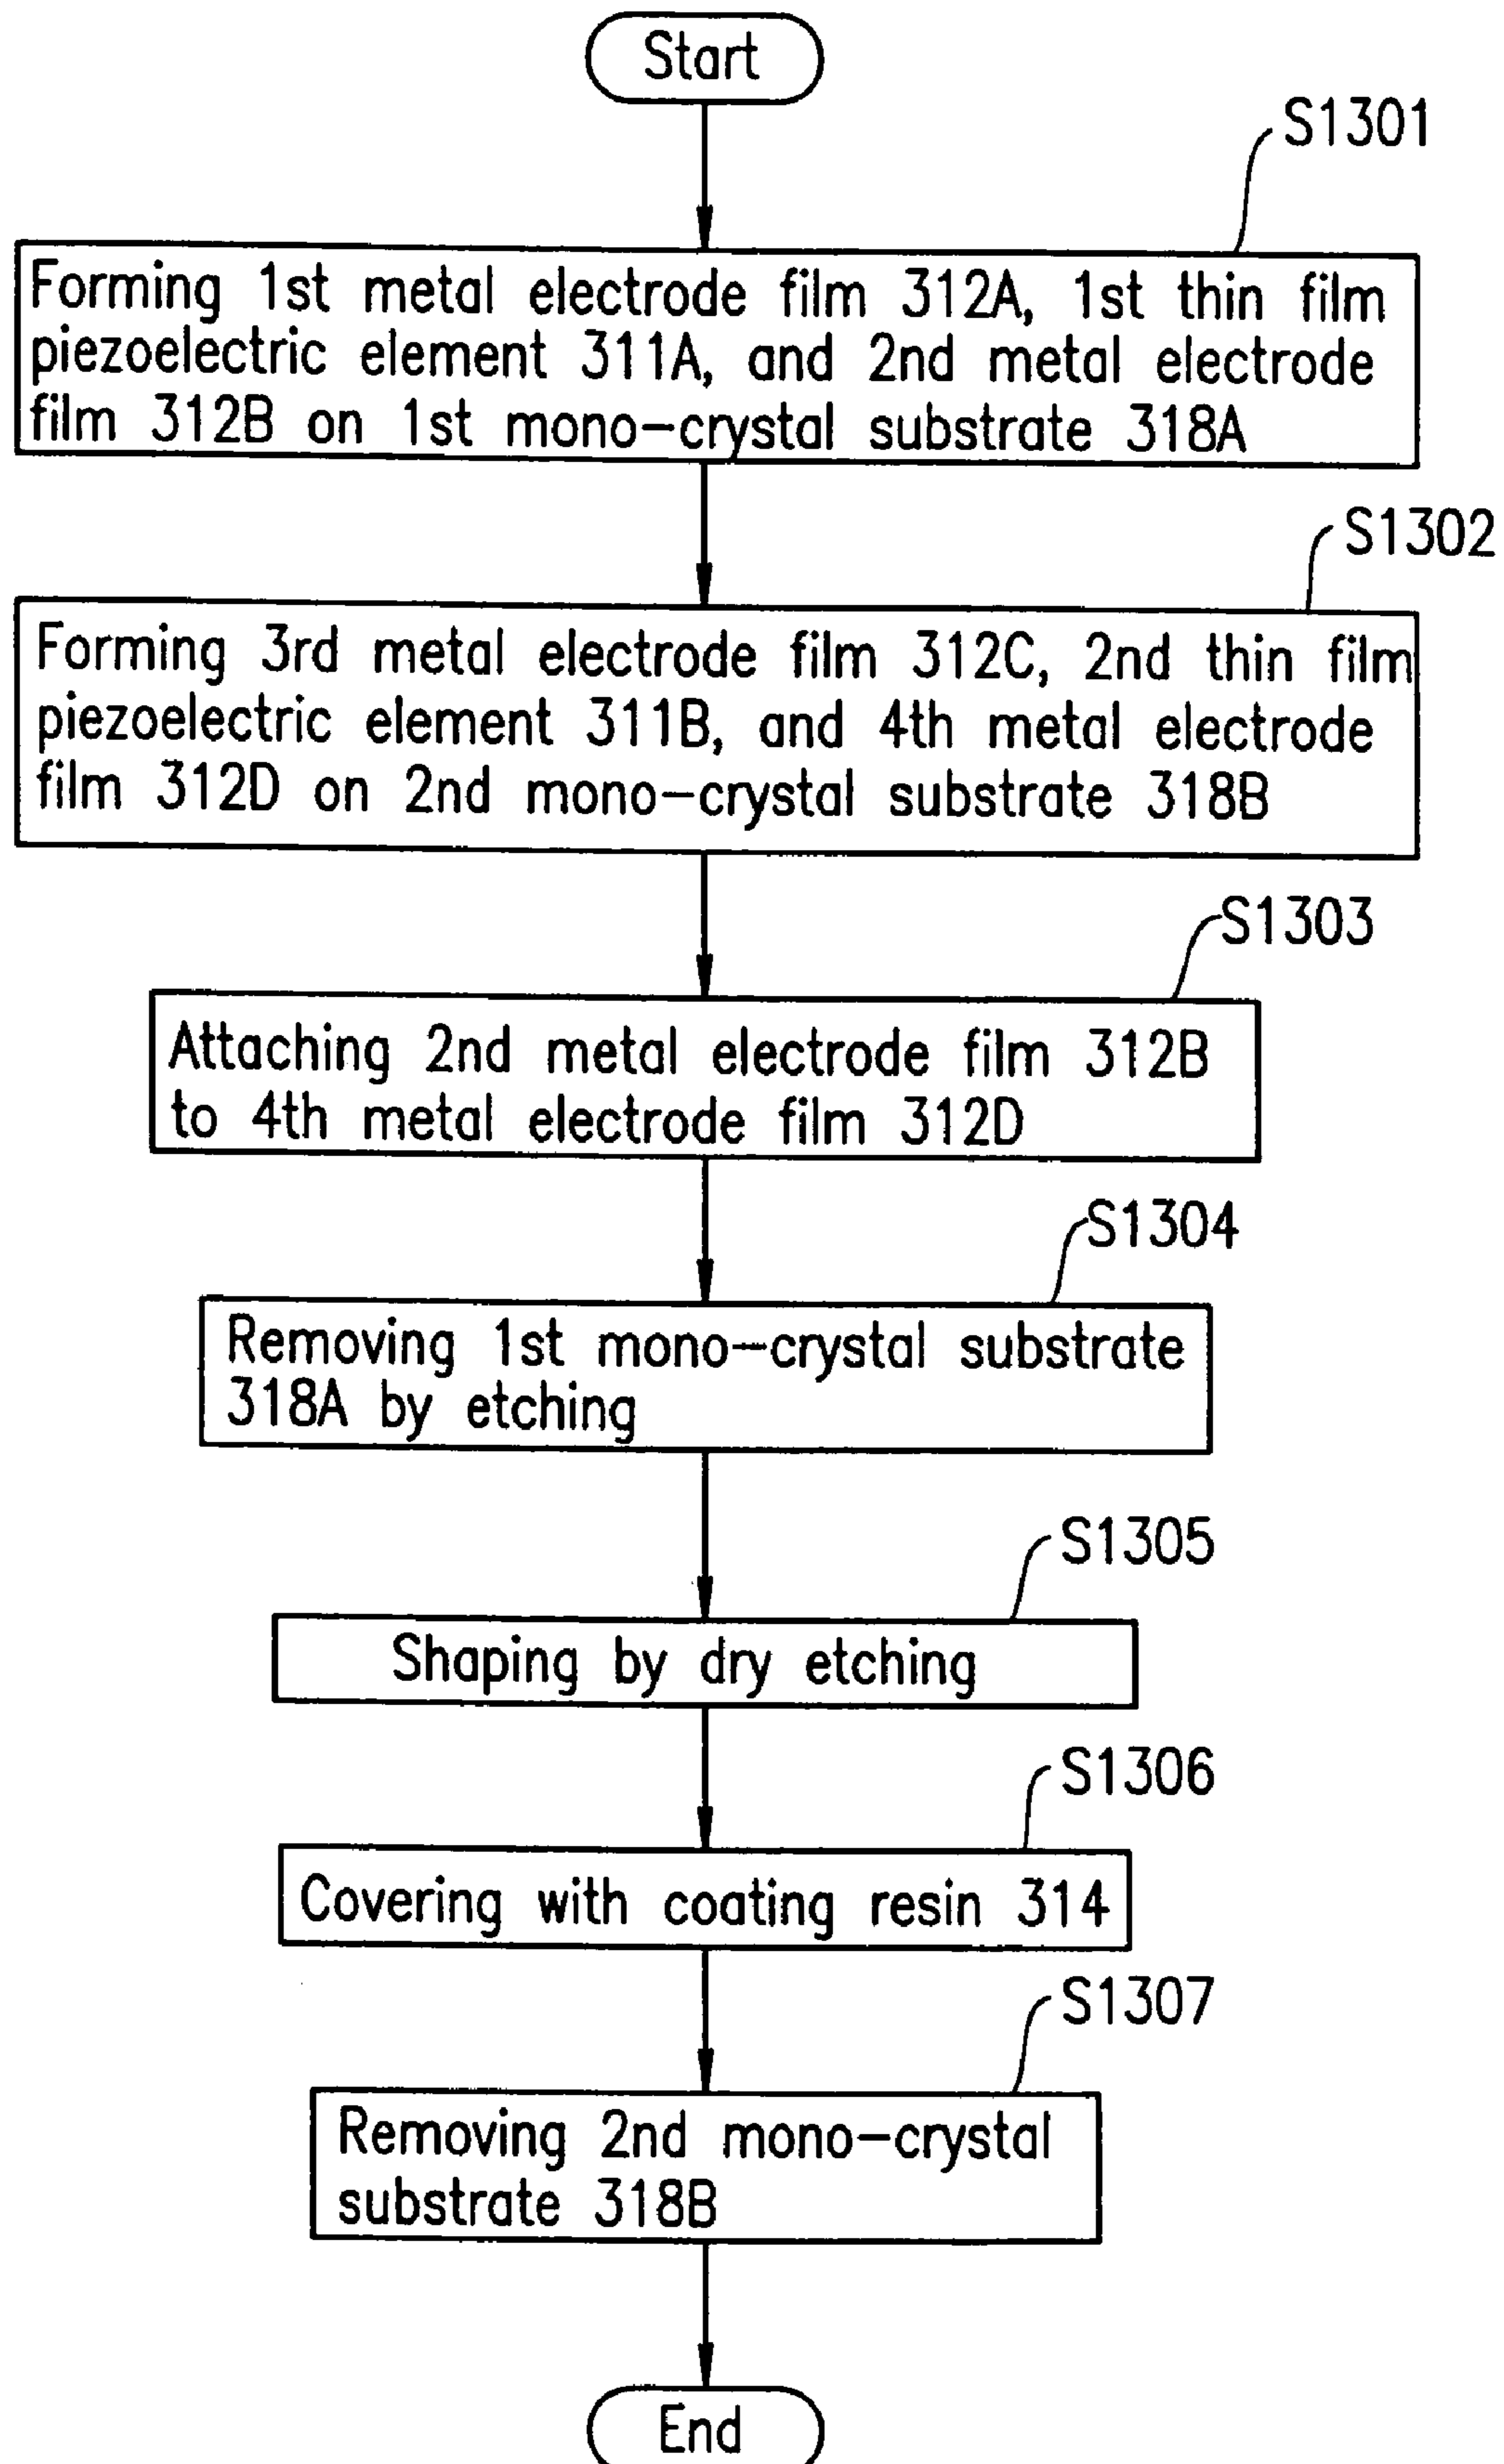 Start
S1301
Forming 1st metal electrode film 312A, 1st thin film
piezoelectric element 311A, and 2nd metal electrode
film 312B on 1st mono-crystal substrate 318A
S1302
Forming 3rd metal electrode film 312C, 2nd thin film
piezoelectric element 311B, and 4th metal electrode
film 312D on 2nd mono-crystal substrate 318B
S1303
Attaching 2nd metal electrode film 312B
to 4th metal electrode film 312D
S1304
Removing 1st mono-crystal substrate
318A by etching
S1305
Shaping by dry etching
S1306
Covering with coating resin 314
S1307
Removing 2nd mono-crystal
substrate 318B
End